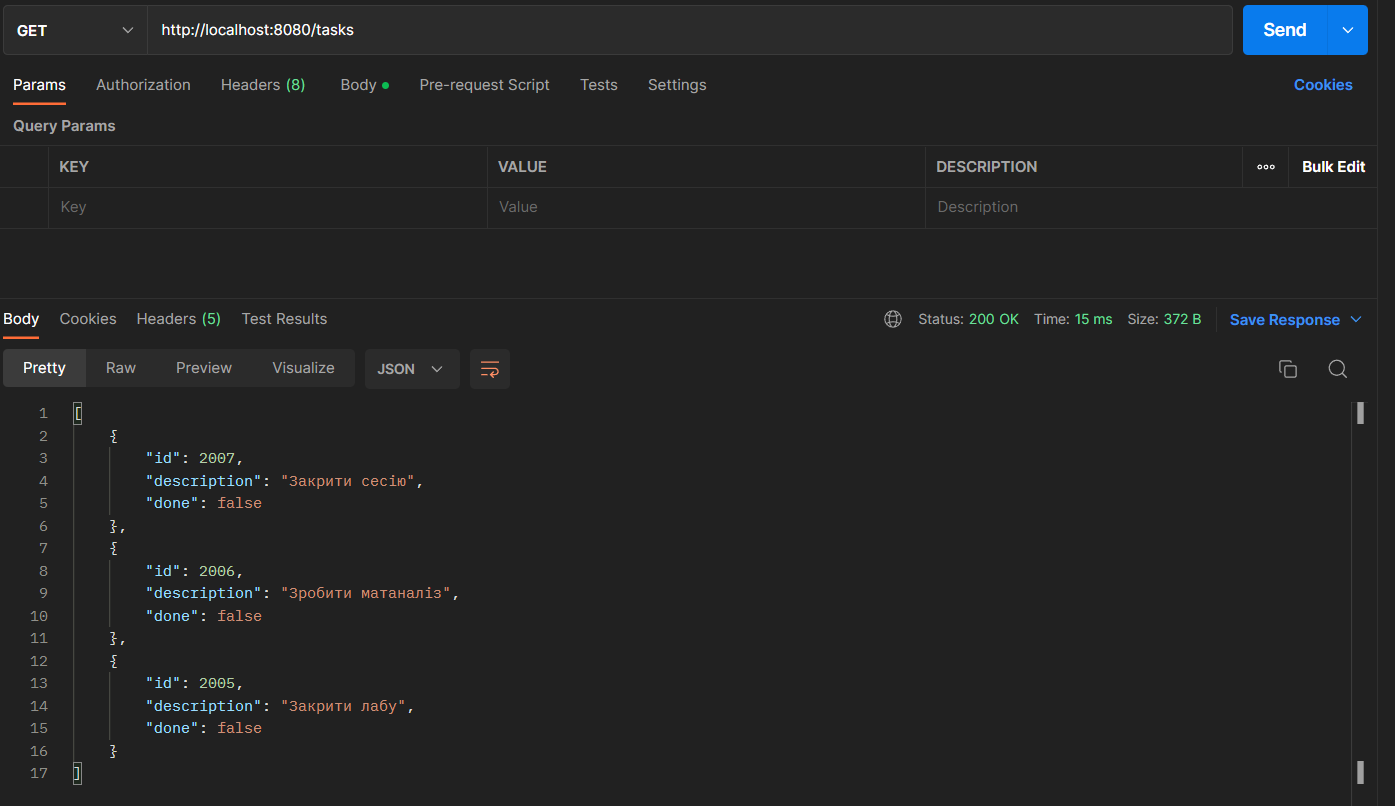 GET http://localhost:8080/tasks Send
Params Authorization Headers (8) Body Pre-request Script Tests Settings Cookies
Query Params
KEY VALUE DESCRIPTION Bulk Edit
Key Value Description
Body Cookies Headers (5) Test Results Status: 200 OK Time: 15 ms Size: 372 B Save Response
Pretty Raw Preview Visualize JSON
1 [
2 {
3 "id": 2007,
4 "description": "Закрити сесію",
5 "done": false
6 },
7 {
8 "id": 2006,
9 "description": "Зробити матаналіз",
10 "done": false
11 },
12 {
13 "id": 2005,
14 "description": "Закрити лабу",
15 "done": false
16 }
17 ]